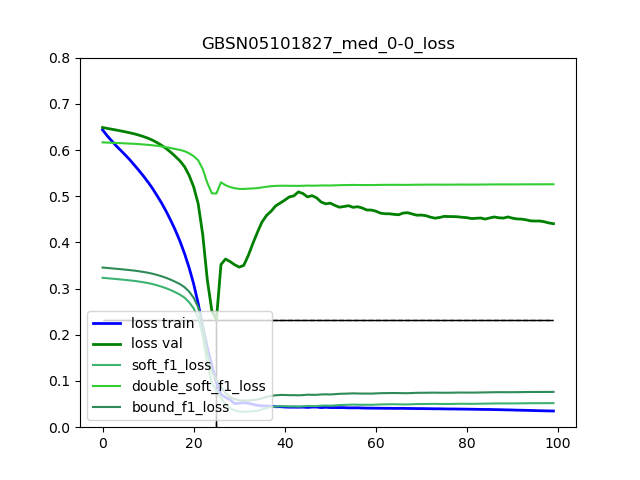 GBSN05101827_med_0-0_loss
0.8
0.7
0.6
0.5
0.4
0.3
0.2
0.1
0.0
loss train
loss val
soft_f1_loss
double_soft_f1_loss
bound_f1_loss
0 20 40 60 80 100